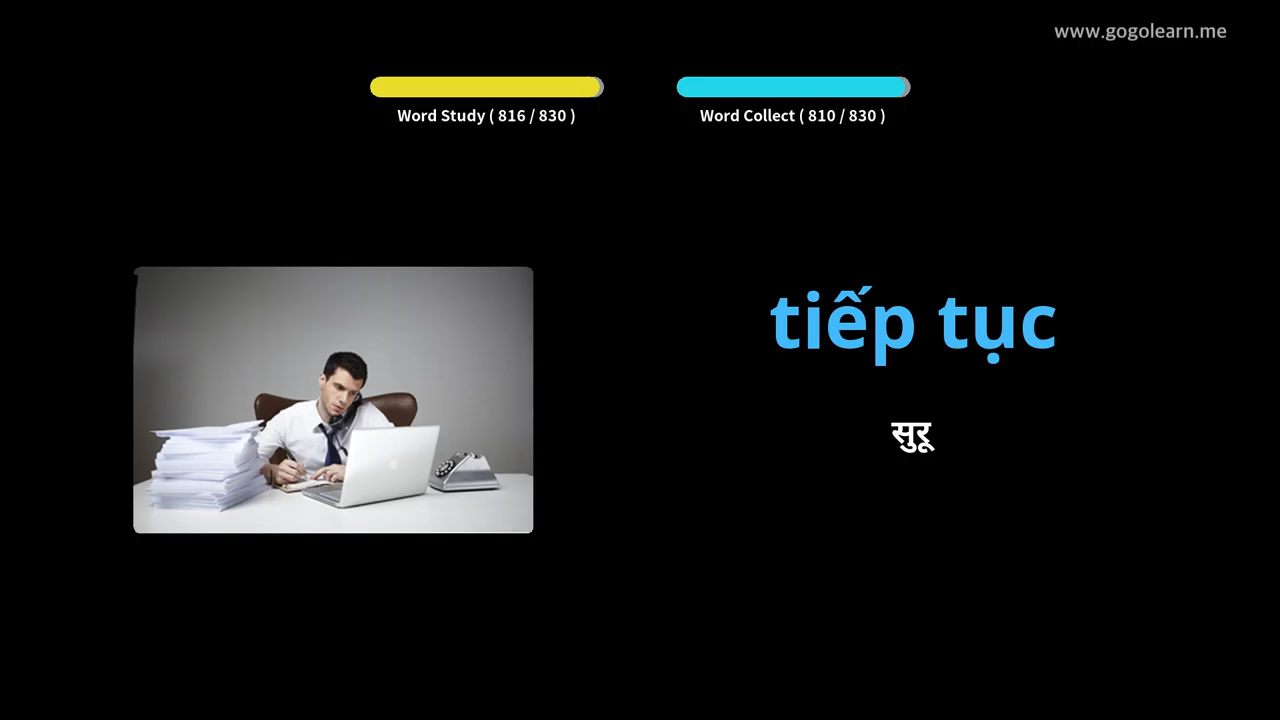 www.gogolearn.me
Word Study ( 816 / 830 )
Word Collect ( 810 / 830 )
tiếp tục
सुरू